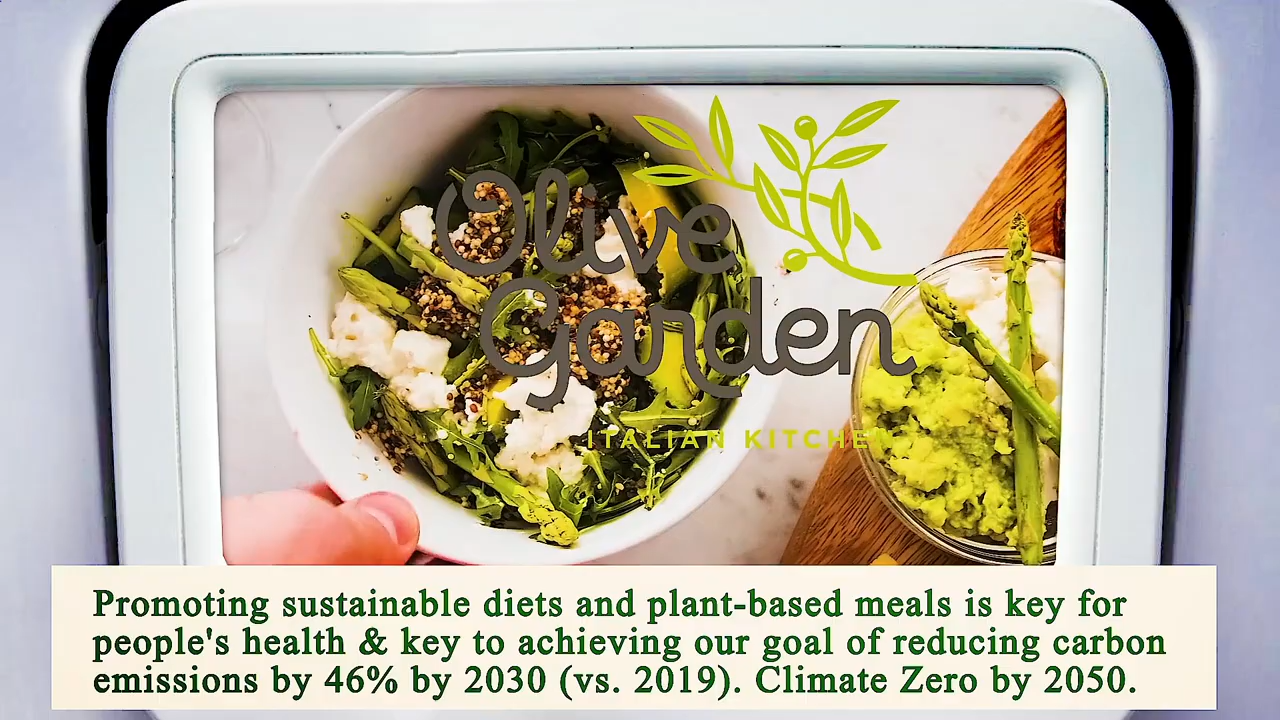 Olive
Garden
ITALIAN KITCHEN
Promoting sustainable diets and plant-based meals is key for
people's health & key to achieving our goal of reducing carbon
emissions by 46% by 2030 (vs. 2019). Climate Zero by 2050.